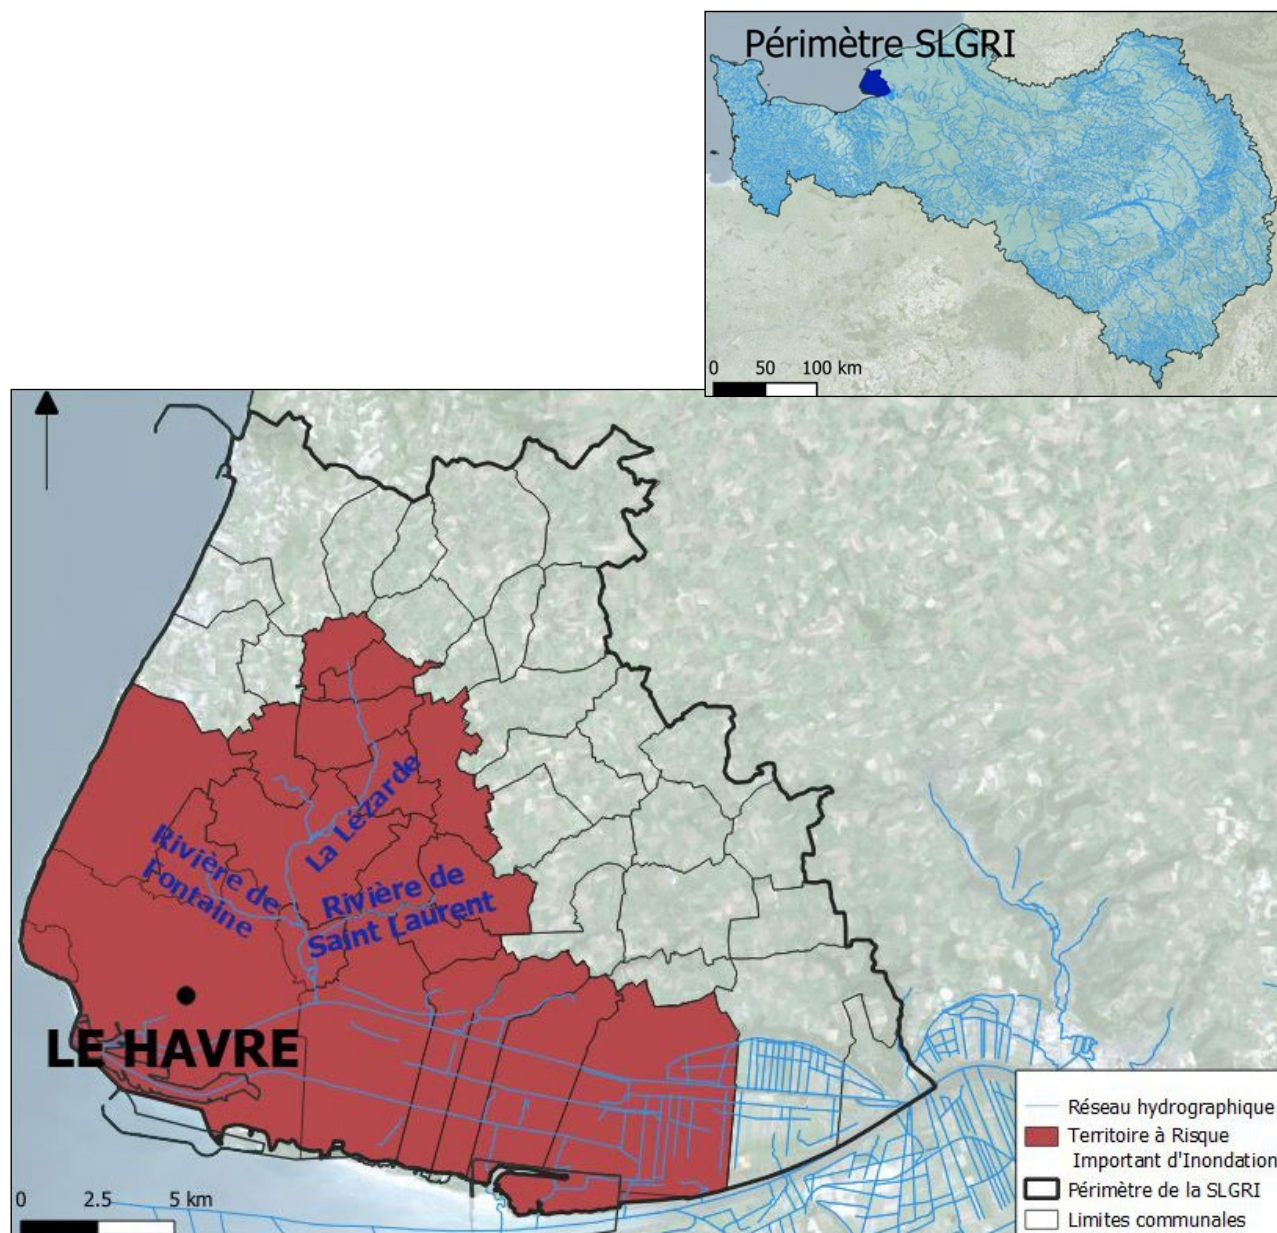 Périmètre SLGRI
0 50 100 km
La Lézarde
Rivière de
Fontaine
Rivière de
Saint Laurent
LE HAVRE
0 2.5 5 km
Réseau hydrographique
Territoire à Risque
Important d'Inondation
Périmètre de la SLGRI
Limites communales